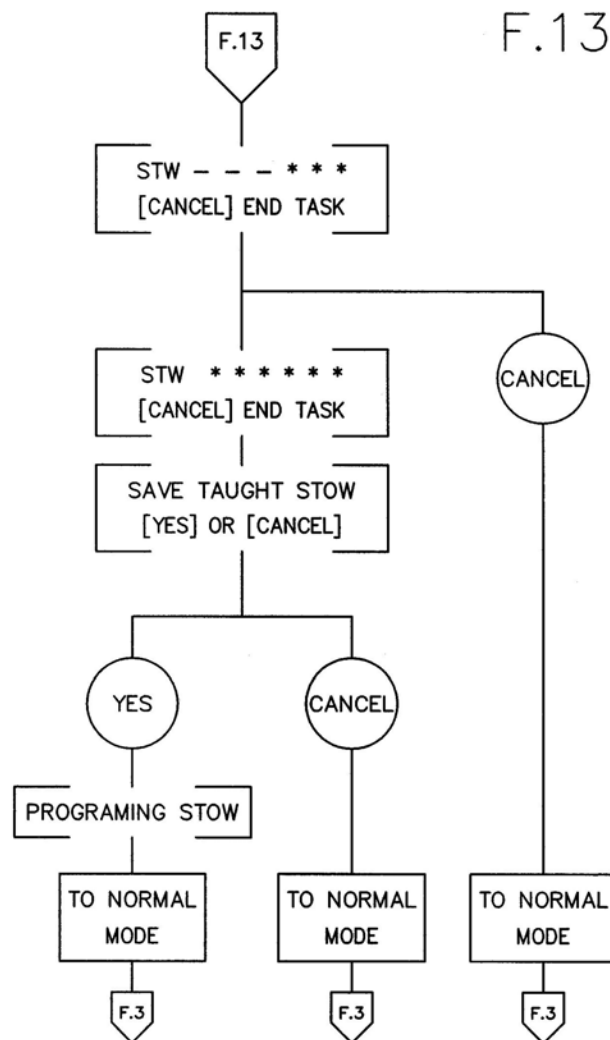 F.13
F.13
STW – – – * * *
[CANCEL] END TASK
CANCEL
STW * * * * * *
[CANCEL] END TASK
SAVE TAUGHT STOW
[YES] OR [CANCEL]
YES
CANCEL
PROGRAMING STOW
TO NORMAL
MODE
TO NORMAL
MODE
TO NORMAL
MODE
F.3
F.3
F.3